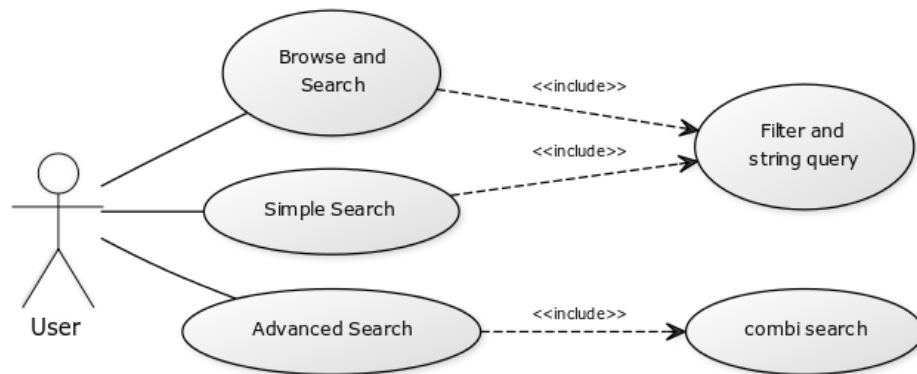 Browse and
Search
<<include>>
Filter and
string query
<<include>>
Simple Search
User
Advanced Search
<<include>>
combi search